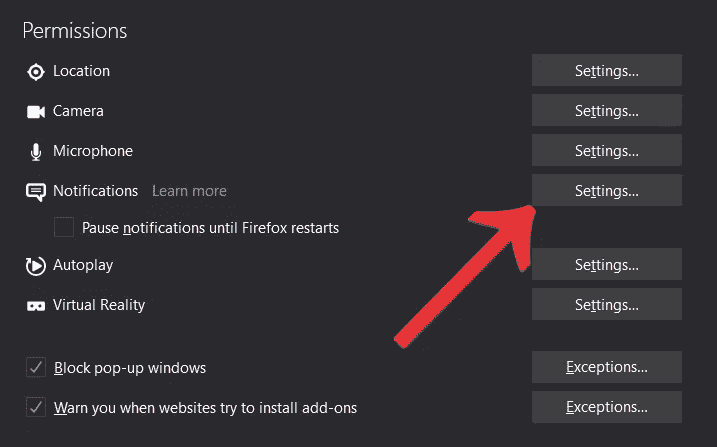 Permissions
Location Settings...
Camera Settings...
Microphone Settings...
Notifications Learn more Settings...
Pause notifications until Firefox restarts
Autoplay Settings...
Virtual Reality Settings...
Block pop-up windows Exceptions...
Warn you when websites try to install add-ons Exceptions...